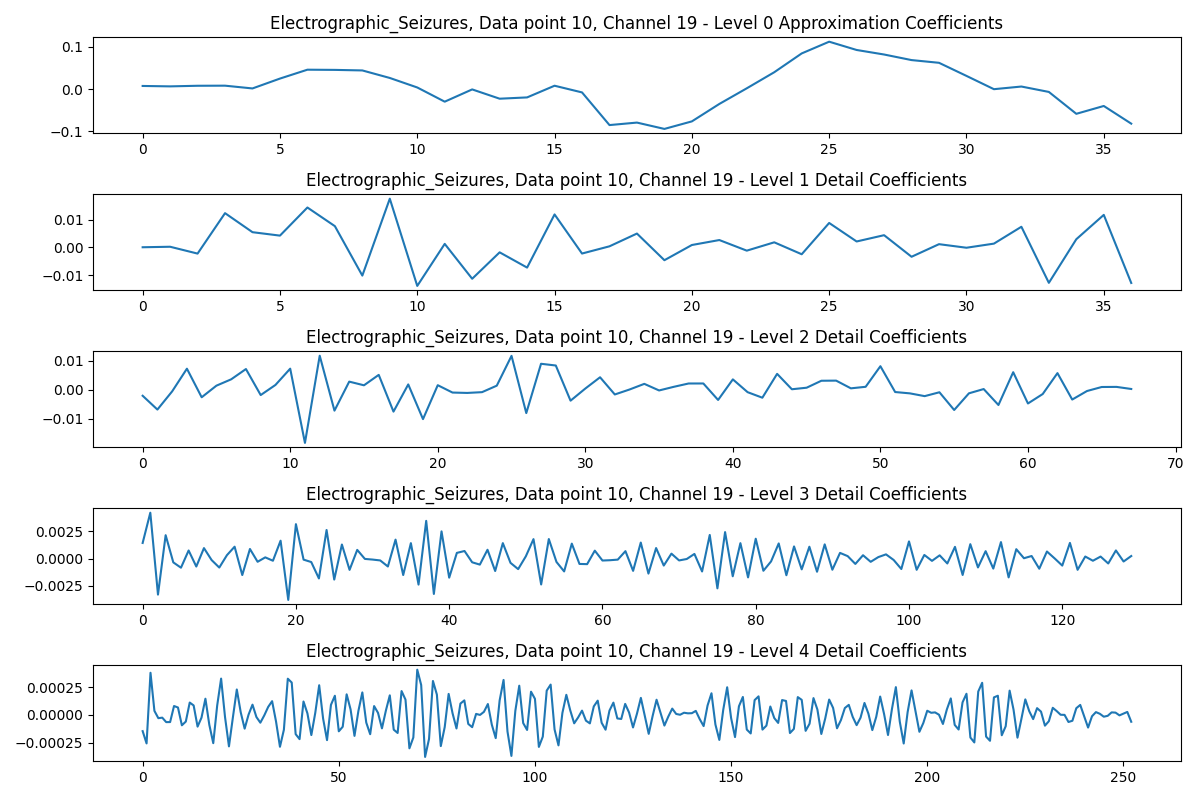 Electrographic_Seizures, Data point 10, Channel 19 - Level 0 Approximation Coefficients
0.1
0.0
−0.1
0 5 10 15 20 25 30 35
Electrographic_Seizures, Data point 10, Channel 19 - Level 1 Detail Coefficients
0.01
0.00
−0.01
0 5 10 15 20 25 30 35
Electrographic_Seizures, Data point 10, Channel 19 - Level 2 Detail Coefficients
0.01
0.00
−0.01
0 10 20 30 40 50 60 70
Electrographic_Seizures, Data point 10, Channel 19 - Level 3 Detail Coefficients
0.0025
0.0000
−0.0025
0 20 40 60 80 100 120
Electrographic_Seizures, Data point 10, Channel 19 - Level 4 Detail Coefficients
0.00025
0.00000
−0.00025
0 50 100 150 200 250